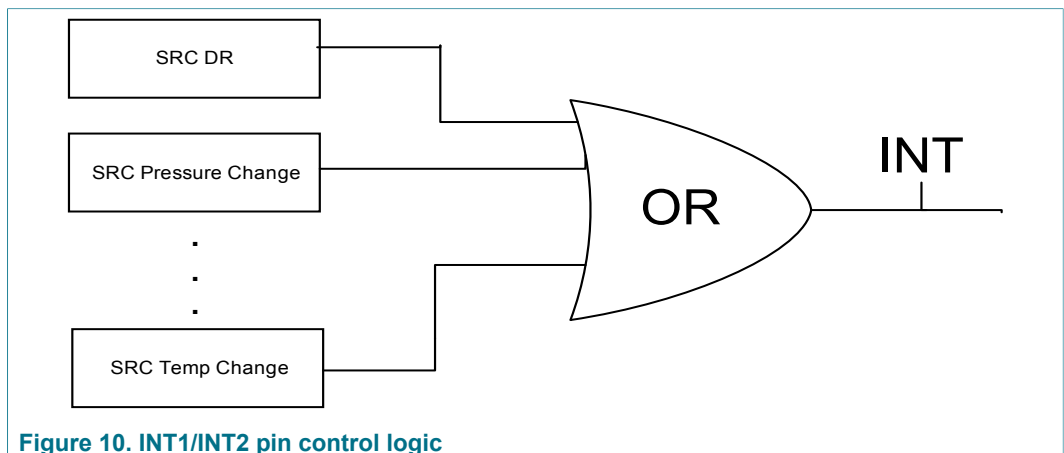 SRC DR
SRC Pressure Change
.
.
.
SRC Temp Change
OR
INT
Figure 10. INT1/INT2 pin control logic